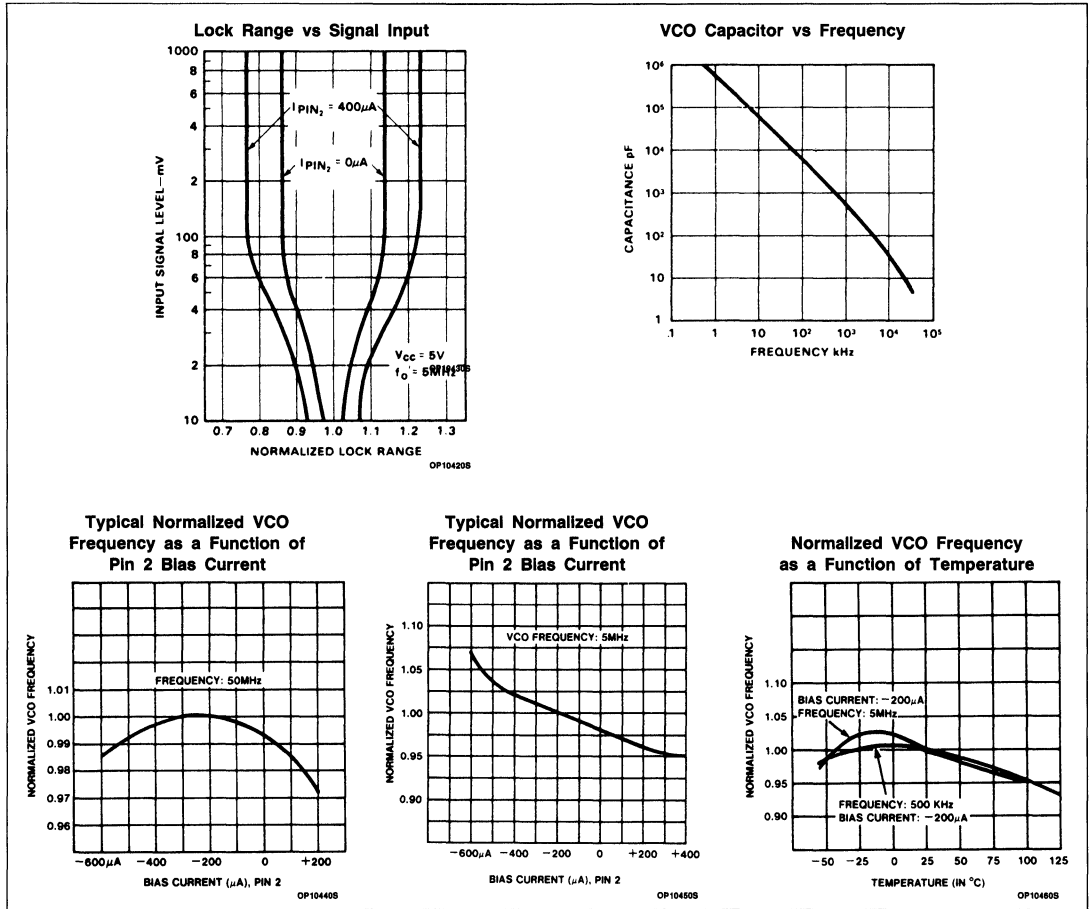 Lock Range vs Signal Input
1000
8
6
4
2
100
8
6
4
2
10
INPUT SIGNAL LEVEL—mV
I PIN₂ = 400μA
I PIN₂ = 0μA
VCC = 5V
OP10430S
fo = 5MHz
0.7 0.8 0.9 1.0 1.1 1.2 1.3
NORMALIZED LOCK RANGE
OP10420S
VCO Capacitor vs Frequency
10⁶
10⁵
10⁴
10³
10²
10
1
CAPACITANCE pF
.1 1 10 10² 10³ 10⁴ 10⁵
FREQUENCY kHz
Typical Normalized VCO
Frequency as a Function of
Pin 2 Bias Current
NORMALIZED VCO FREQUENCY
FREQUENCY: 50MHz
1.01
1.00
0.99
0.98
0.97
0.96
−600μA −400 −200 0 +200
BIAS CURRENT (μA), PIN 2
OP10440S
Typical Normalized VCO
Frequency as a Function of
Pin 2 Bias Current
NORMALIZED VCO FREQUENCY
VCO FREQUENCY: 5MHz
1.10
1.05
1.00
0.95
0.90
−600μA −400 −200 0 +200 +400
BIAS CURRENT (μA), PIN 2
OP10450S
Normalized VCO Frequency
as a Function of Temperature
NORMALIZED VCO FREQUENCY
1.10
1.05
1.00
0.95
0.90
BIAS CURRENT: −200μA
FREQUENCY: 5MHz
FREQUENCY: 500 KHz
BIAS CURRENT: −200μA
−50 −25 0 25 50 75 100 125
TEMPERATURE (IN °C)
OP10460S